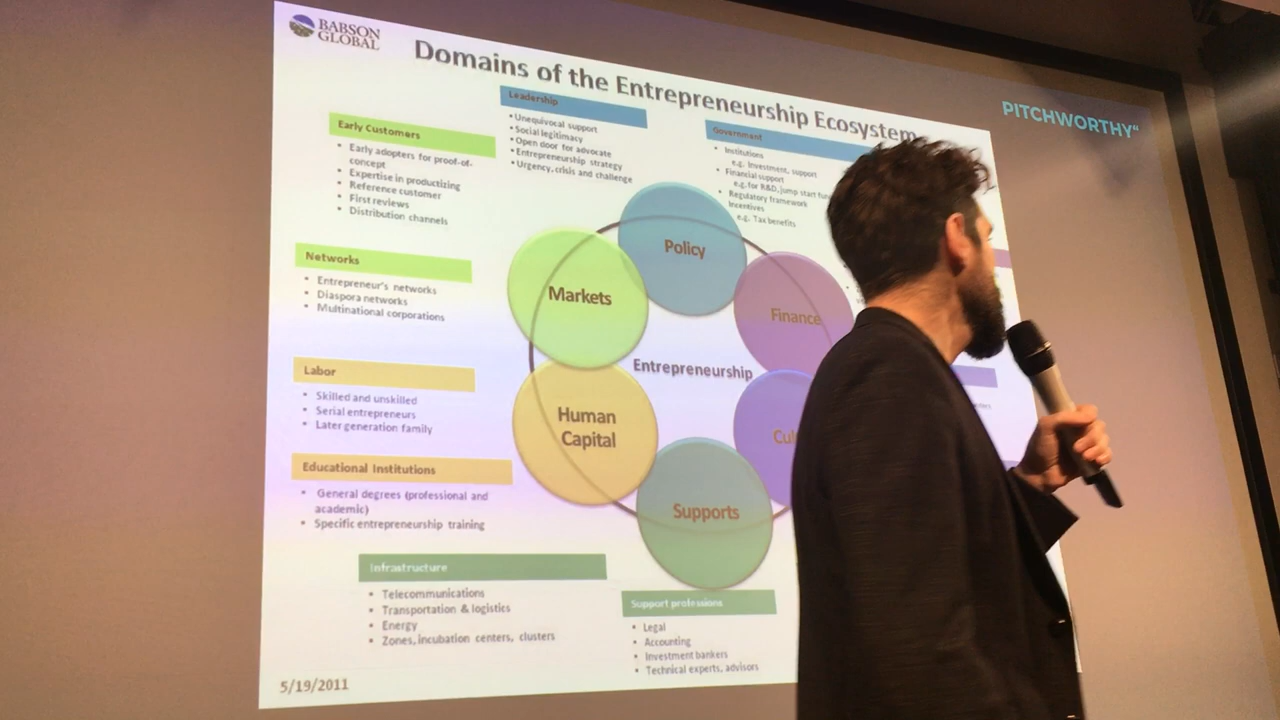 BABSON
GLOBAL
Domains of the Entrepreneurship Ecosystem
PITCHWORTHY
Leadership
• Unequivocal support
• Social legitimacy
• Open door for advocate
• Entrepreneurship strategy
• Urgency, crisis and challenge
Government
• Institutions
e.g. Investment, support
• Financial support
e.g. for R&D, jump start
• Regulatory framework
Incentives
e.g. Tax benefits
Early Customers
• Early adopters for proof-of-
concept
• Expertise in productizing
• Reference customer
• First reviews
• Distribution channels
Networks
• Entrepreneur's networks
• Diaspora networks
• Multinational corporations
Labor
• Skilled and unskilled
• Serial entrepreneurs
• Later generation family
Educational Institutions
• General degrees (professional and
academic)
• Specific entrepreneurship training
Policy
Markets
Finance
Entrepreneurship
Human
Capital
Cul
Supports
Infrastructure
• Telecommunications
• Transportation & logistics
• Energy
• Zones, incubation centers, clusters
Support professions
• Legal
• Accounting
• Investment bankers
• Technical experts, advisors
5/19/2011